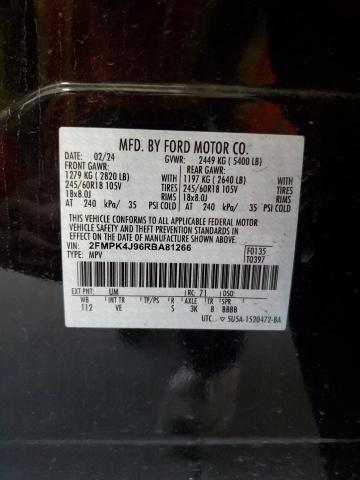 MFD. BY FORD MOTOR CO.
DATE: 02/24 GVWR: 2449 KG ( 5400 LB)
FRONT GAWR: REAR GAWR:
1279 KG ( 2820 LB) 1197 KG ( 2640 LB)
245/60R18 105V TIRES 245/60R18 105V TIRES
18x8.0J RIMS 18x8.0J RIMS
AT 240 kPa/ 35 PSI COLD AT 240 kPa/ 35 PSI COLD
THIS VEHICLE CONFORMS TO ALL APPLICABLE FEDERAL MOTOR
VEHICLE SAFETY AND THEFT PREVENTION STANDARDS IN
EFFECT ON THE DATE OF MANUFACTURE SHOWN ABOVE.
VIN: 2FMPK4J96RBA81266 F0135
TYPE: MPV T0397
EXT PNT: UM RC: 71 DSO:
WB INT TR TP/PS R AXLE TR SPR
112 VE S 3K 8 BBBB
UTC 5U5A-1520472-BA